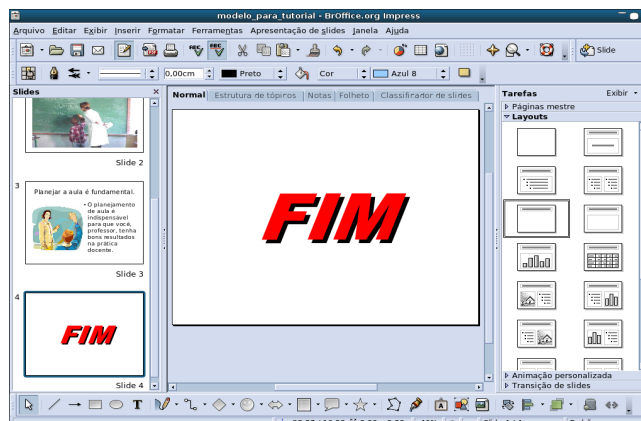 modelo_para_tutorial - BrOffice.org Impress
Arquivo Editar Exibir Inserir Formatar Ferramentas Apresentação de slides Janela Ajuda
Slide
0,00cm Preto Cor Azul 8
Slides
Slide 2
3
Planejar a aula é fundamental.
• O planejamento
de aula é
indispensável
para que você,
professor, tenha
bons resultados
na prática
docente.
Slide 3
4
FIM
Slide 4
Normal Estrutura de tópicos Notas Folheto Classificador de slides
FIM
Tarefas Exibir
Páginas mestre
Layouts
Animação personalizada
Transição de slides